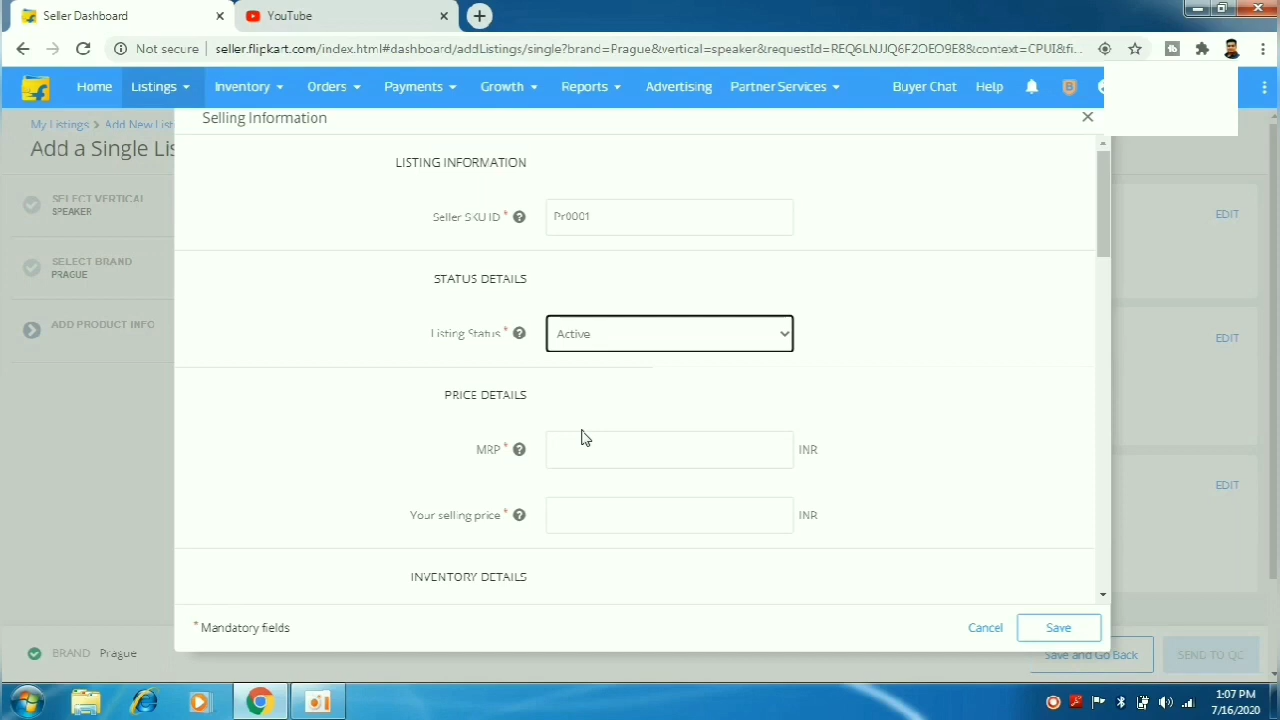 Seller Dashboard
YouTube
Not secure
seller.flipkart.com/index.html#dashboard/addListings/single?brand=Prague&vertical=speaker&requestId=REQ6LNJJQ6F2OEO9E88&context=CPUI&fi...
Home
Listings
Inventory
Orders
Payments
Growth
Reports
Advertising
Partner Services
Buyer Chat
Help
My Listings > Add New List
Add a Single Lis
Selling Information
SELECT VERTICAL
SPEAKER
SELECT BRAND
PRAGUE
ADD PRODUCT INFO
LISTING INFORMATION
Seller SKU ID * Pr0001
EDIT
STATUS DETAILS
Listing Status * Active
EDIT
PRICE DETAILS
MRP * INR
EDIT
Your selling price * INR
INVENTORY DETAILS
* Mandatory fields
Cancel
Save
BRAND Prague
Save and Go Back
SEND TO QC
1:07 PM
7/16/2020